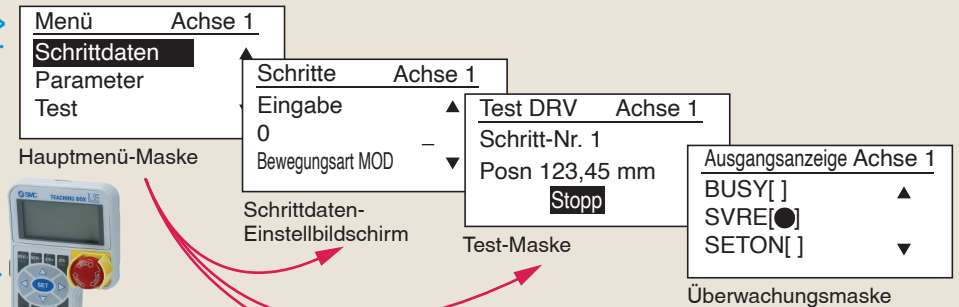 Menü Achse 1
Schrittdaten
Parameter
Test
Hauptmenü-Maske
Schritte Achse 1
Eingabe
0 _
Bewegungsart MOD
Schrittdaten-
Einstellbildschirm
Test DRV Achse 1
Schritt-Nr. 1
Posn 123,45 mm
Stopp
Test-Maske
Ausgangsanzeige Achse 1
BUSY[ ]
SVRE[●]
SETON[ ]
Überwachungsmaske
SMC TEACHING BOX LE
SET